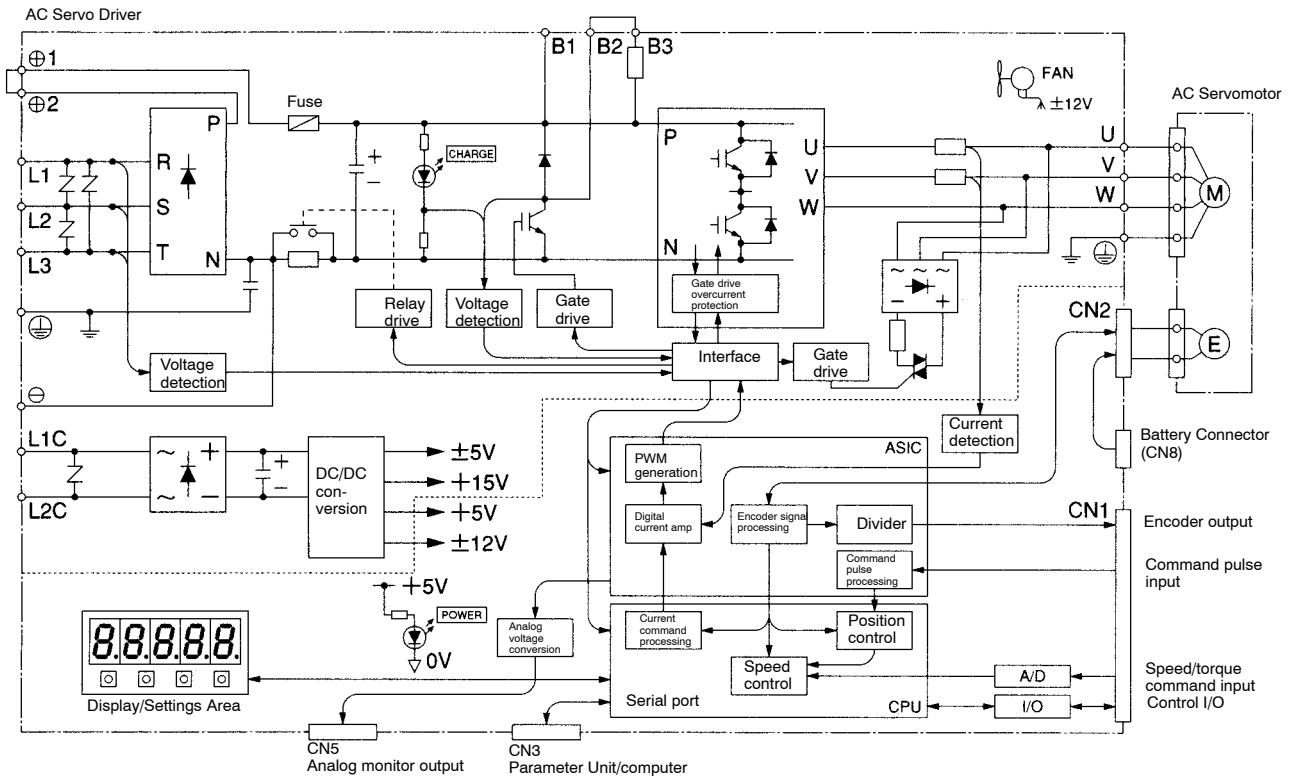 AC Servo Driver
⊕1
⊕2
B1
B2
B3
FAN
±12V
AC Servomotor
Fuse
P
R
S
T
N
L1
L2
L3
CHARGE
P
N
U
V
W
U
V
W
M
Relay
drive
Voltage
detection
Gate
drive
Gate drive
overcurrent
protection
~ ~ ~
−
+
CN2
E
Voltage
detection
Interface
Gate
drive
⊖
L1C
L2C
~
~
+
−
+
−
DC/DC
con-
version
±5V
+15V
+5V
±12V
Current
detection
Battery Connector
(CN8)
ASIC
PWM
generation
Digital
current amp
Encoder signal
processing
Divider
CN1
Encoder output
Command
pulse
processing
Command pulse
input
+5V
POWER
0V
Analog
voltage
conversion
Current
command
processing
Position
control
Speed
control
8.8.8.8.8.
Display/Settings Area
Serial port
CPU
A/D
I/O
Speed/torque
command input
Control I/O
CN5
Analog monitor output
CN3
Parameter Unit/computer